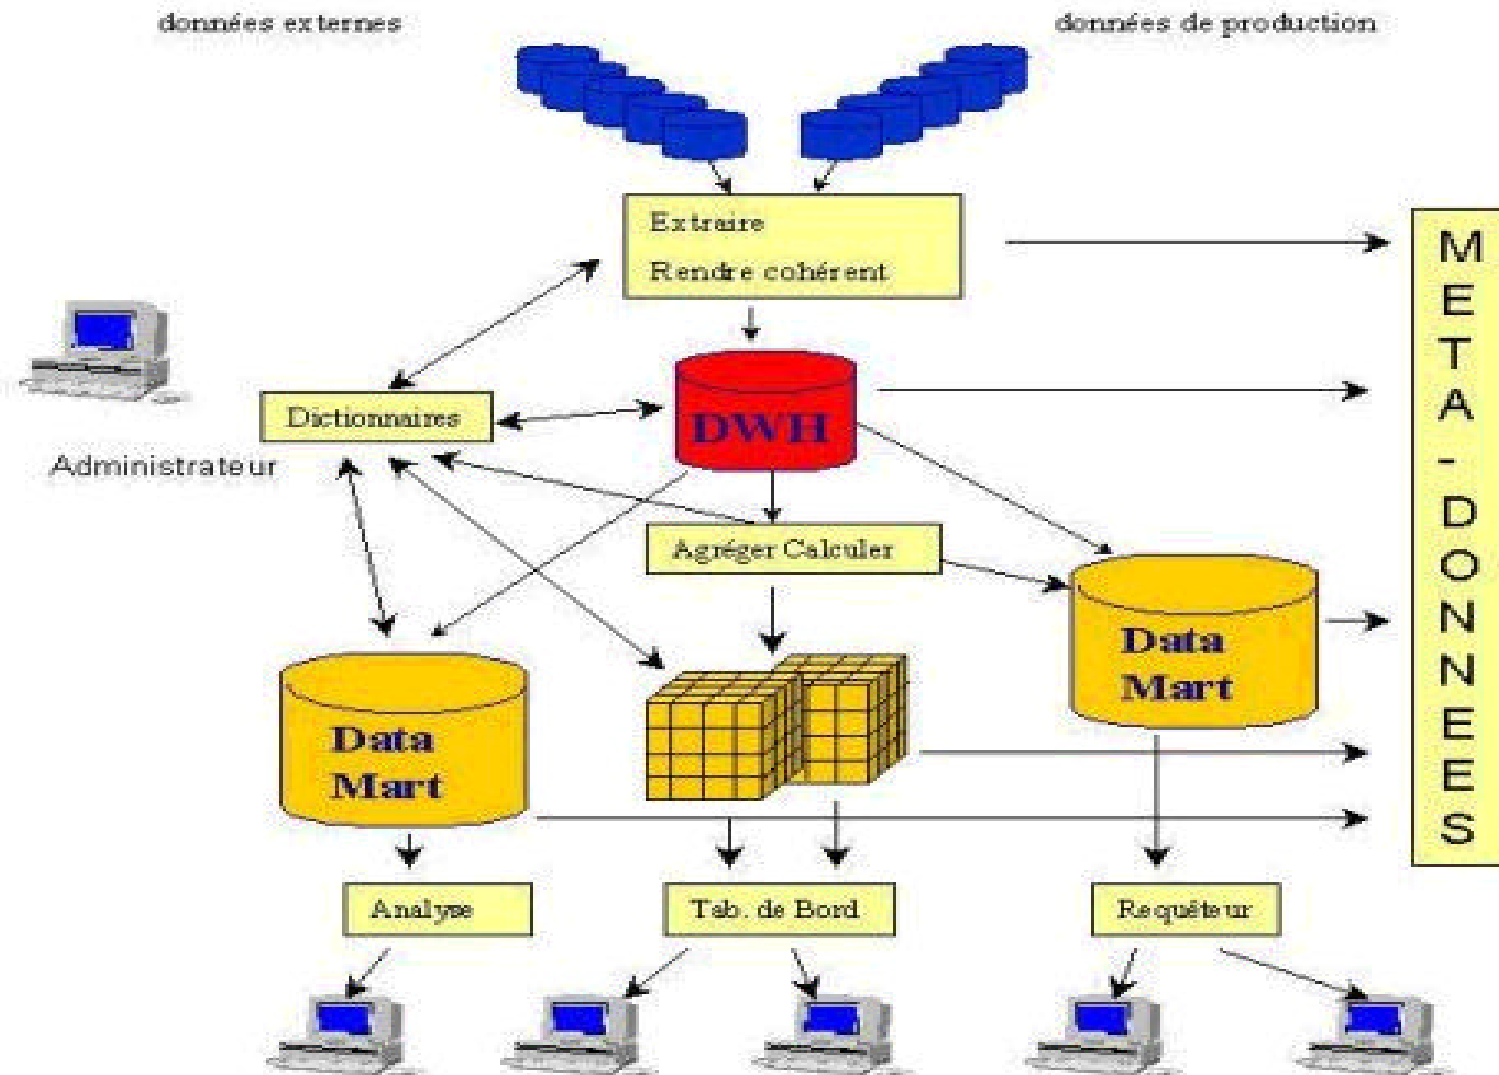 données externes
données de production
Extraire
Rendre cohérent
Dictionnaires
DWH
Administrateur
Agréger Calculer
Data
Mart
Data
Mart
META-DONNEES
Analyse
Tab. de Bord
Requêteur